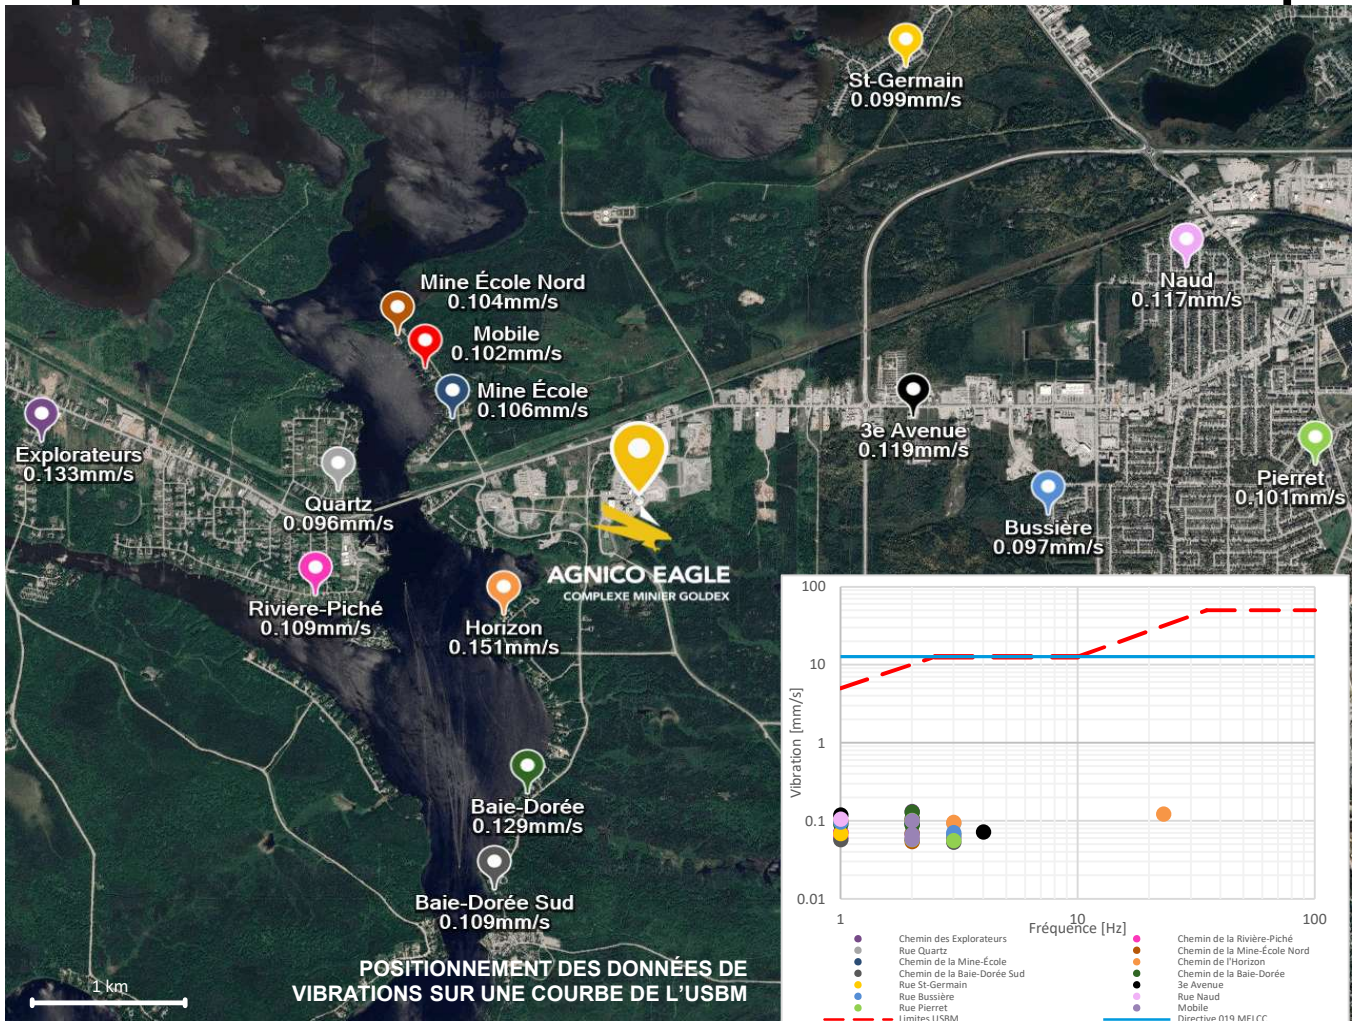 St-Germain
0.099mm/s
Naud
0.117mm/s
Mine École Nord
0.104mm/s
Mobile
0.102mm/s
Mine École
0.106mm/s
Explorateurs
0.133mm/s
Quartz
0.096mm/s
3e Avenue
0.119mm/s
Pierret
0.101mm/s
Bussière
0.097mm/s
Riviere-Piché
0.109mm/s
AGNICO EAGLE
COMPLEXE MINIER GOLDEX
Horizon
0.151mm/s
Baie-Dorée
0.129mm/s
Baie-Dorée Sud
0.109mm/s
POSITIONNEMENT DES DONNÉES DE
VIBRATIONS SUR UNE COURBE DE L'USBM
1 km
Vibration [mm/s]
100
10
1
0.1
0.01
1
10
100
Fréquence [Hz]
Chemin des Explorateurs
Chemin de la Rivière-Piché
Rue Quartz
Chemin de la Mine-École Nord
Chemin de la Mine-École
Chemin de l'Horizon
Chemin de la Baie-Dorée Sud
Chemin de la Baie-Dorée
Rue St-Germain
3e Avenue
Rue Bussière
Rue Naud
Rue Pierret
Mobile
Limites USBM
Directive 019 MELCC